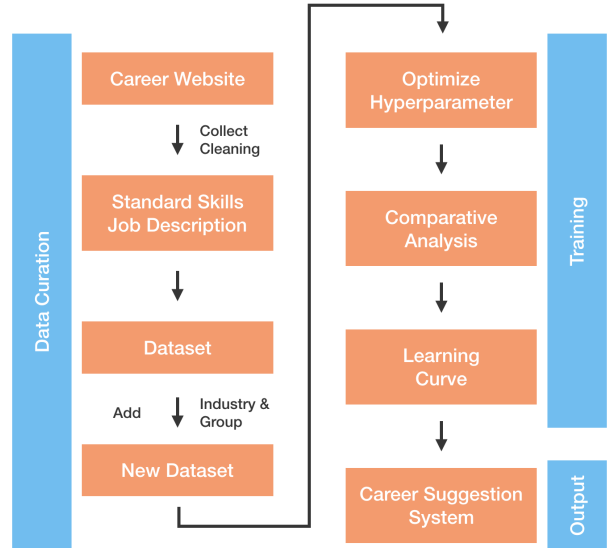 Data Curation
Career Website
Collect
Cleaning
Standard Skills
Job Description
Dataset
Add
Industry &
Group
New Dataset
Optimize
Hyperparameter
Comparative
Analysis
Learning
Curve
Career Suggestion
System
Training
Output